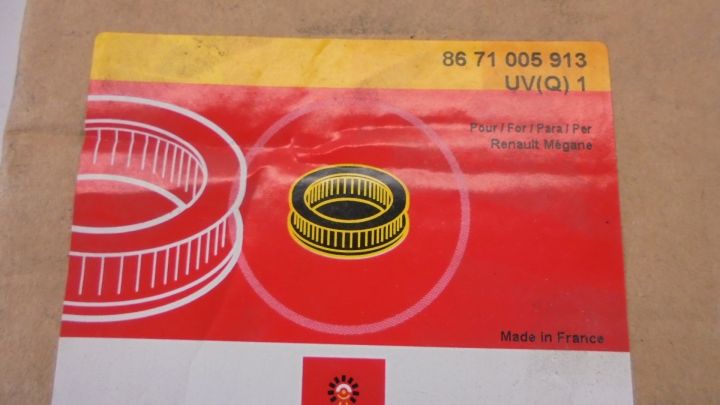 86 71 005 913
UV(Q) 1
Pour / For / Para / Per
Renault Mégane
Made in France